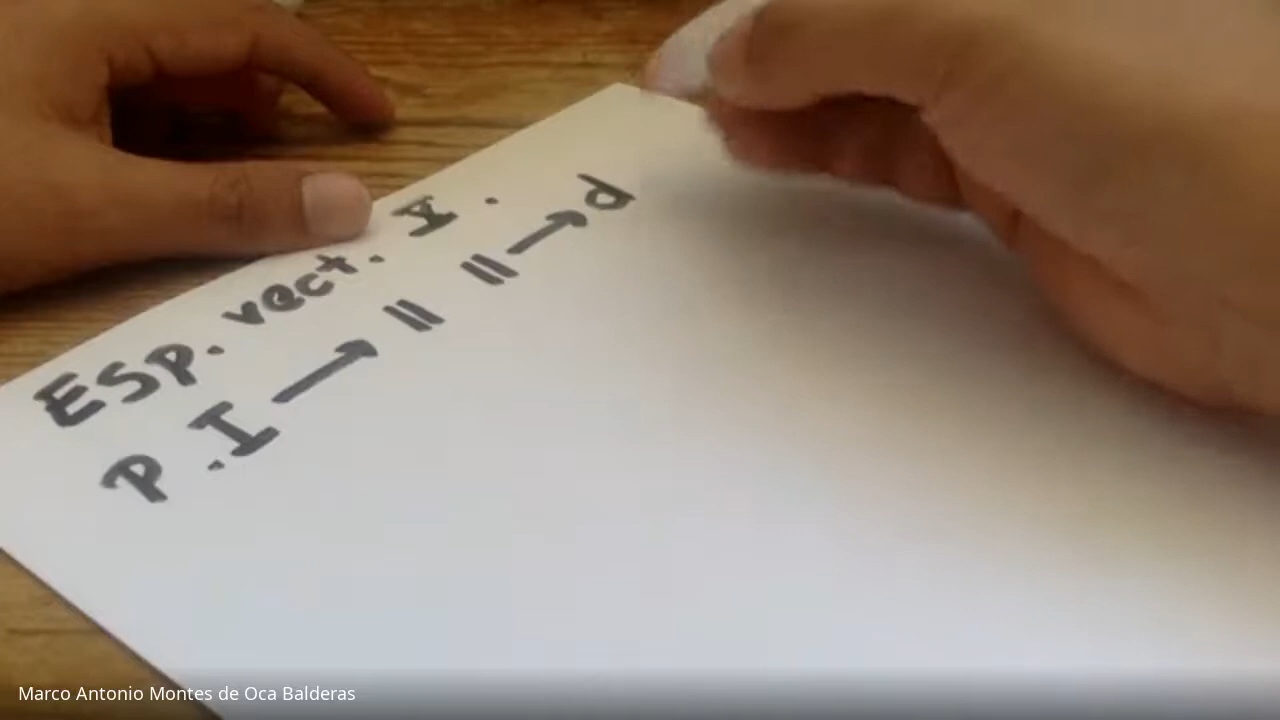 Esp. vect. I.
P.I → || || → d
Marco Antonio Montes de Oca Balderas